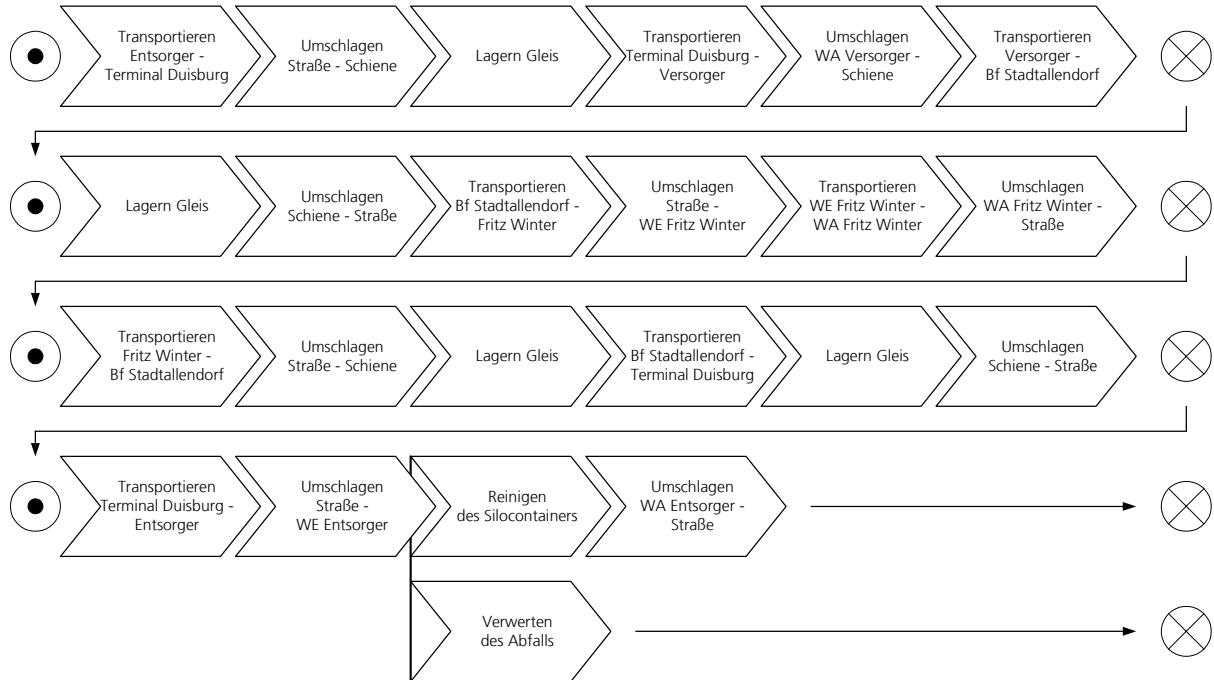 Transportieren
Entsorger -
Terminal Duisburg
Umschlagen
Straße - Schiene
Lagern Gleis
Transportieren
Terminal Duisburg -
Versorger
Umschlagen
WA Versorger -
Schiene
Transportieren
Versorger -
Bf Stadtallendorf
Lagern Gleis
Umschlagen
Schiene - Straße
Transportieren
Bf Stadtallendorf -
Fritz Winter
Umschlagen
Straße -
WE Fritz Winter
Transportieren
WE Fritz Winter -
WA Fritz Winter
Umschlagen
WA Fritz Winter -
Straße
Transportieren
Fritz Winter -
Bf Stadtallendorf
Umschlagen
Straße - Schiene
Lagern Gleis
Transportieren
Bf Stadtallendorf -
Terminal Duisburg
Lagern Gleis
Umschlagen
Schiene - Straße
Transportieren
Terminal Duisburg -
Entsorger
Umschlagen
Straße -
WE Entsorger
Reinigen
des Silocontainers
Umschlagen
WA Entsorger -
Straße
Verwerten
des Abfalls